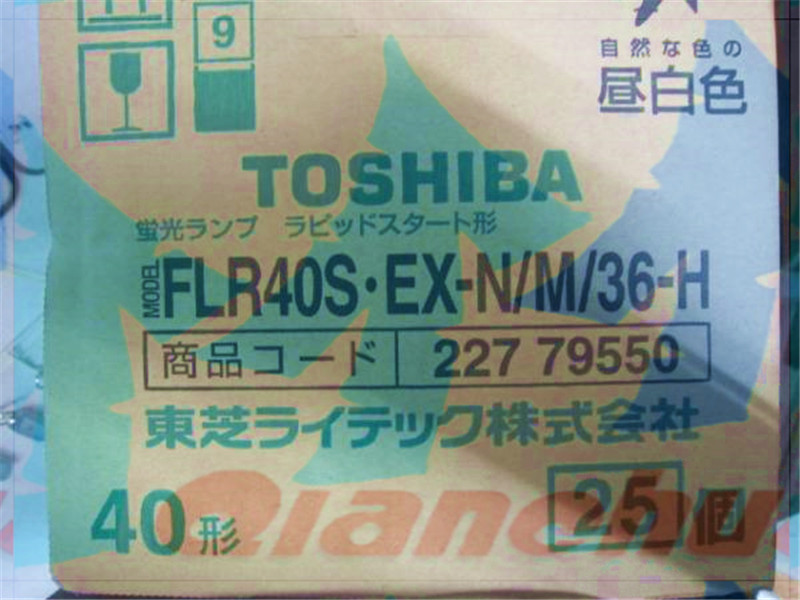 9
自然な色の
昼白色
TOSHIBA
蛍光ランプ ラピッドスタート形
MODEL FLR40S・EX-N/M/36-H
商品コード 227 79550
東芝ライテック株式会社
40形 25個
Qianchu